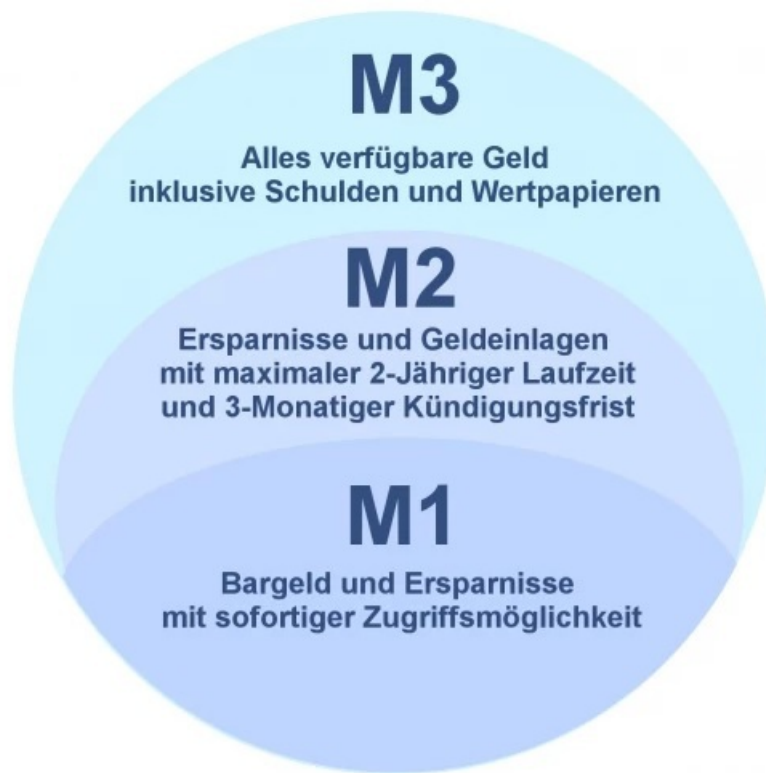 M3
Alles verfügbare Geld
inklusive Schulden und Wertpapieren
M2
Ersparnisse und Geldeinlagen
mit maximaler 2-Jähriger Laufzeit
und 3-Monatiger Kündigungsfrist
M1
Bargeld und Ersparnisse
mit sofortiger Zugriffsmöglichkeit